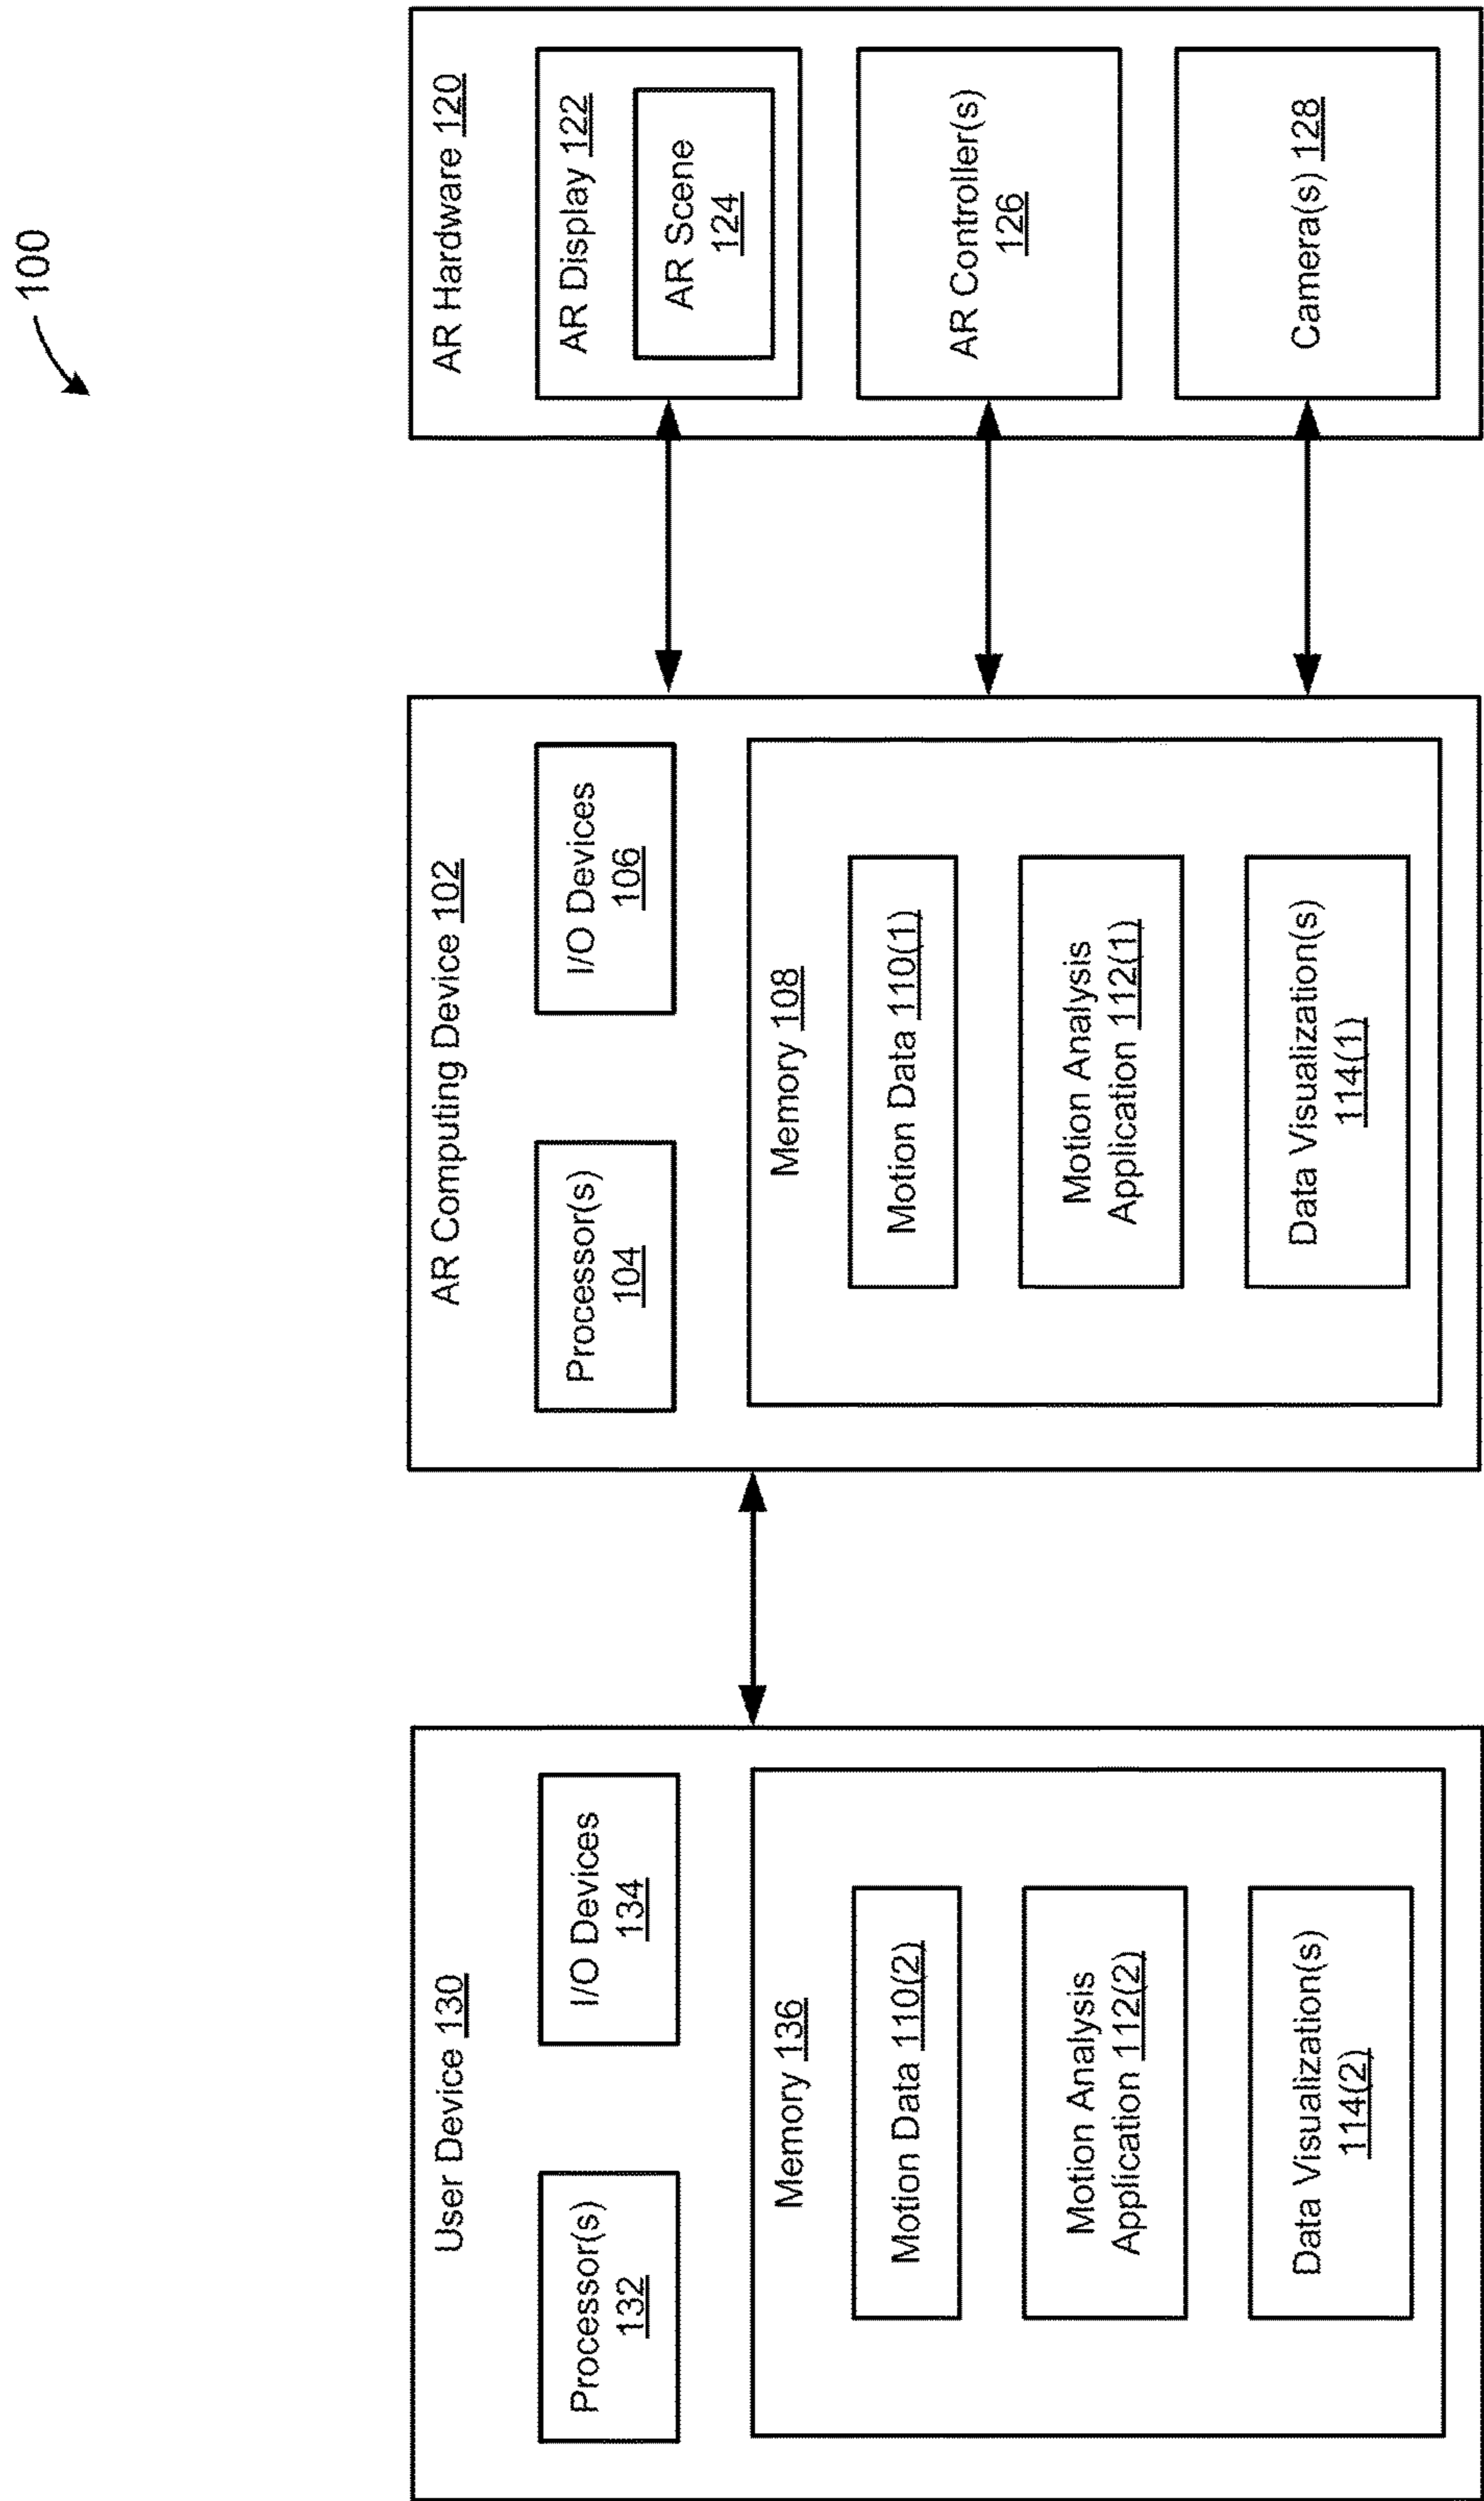 100
User Device 130
Processor(s)
132
I/O Devices
134
Memory 136
Motion Data 110(2)
Motion Analysis
Application 112(2)
Data Visualization(s)
114(2)
AR Computing Device 102
Processor(s)
104
I/O Devices
106
Memory 108
Motion Data 110(1)
Motion Analysis
Application 112(1)
Data Visualization(s)
114(1)
AR Hardware 120
AR Display 122
AR Scene
124
AR Controller(s)
126
Camera(s) 128